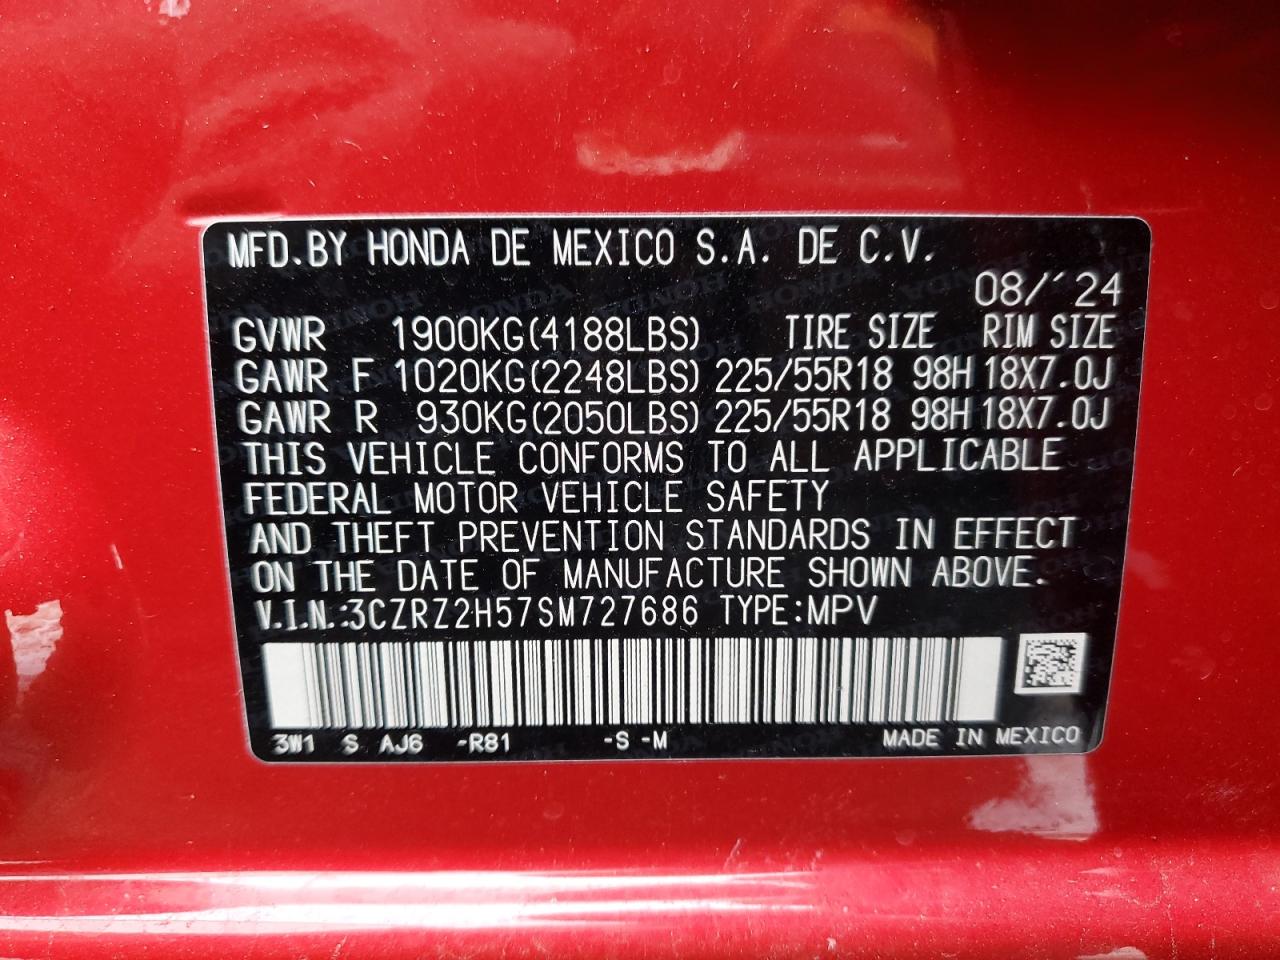 MFD.BY HONDA DE MEXICO S.A. DE C.V.
08/´24
GVWR 1900KG(4188LBS) TIRE SIZE RIM SIZE
GAWR F 1020KG(2248LBS) 225/55R18 98H 18X7.0J
GAWR R 930KG(2050LBS) 225/55R18 98H 18X7.0J
THIS VEHICLE CONFORMS TO ALL APPLICABLE
FEDERAL MOTOR VEHICLE SAFETY
AND THEFT PREVENTION STANDARDS IN EFFECT
ON THE DATE OF MANUFACTURE SHOWN ABOVE.
V.I.N.:3CZRZ2H57SM727686 TYPE:MPV
3W1 S AJ6 -R81 -S -M MADE IN MEXICO